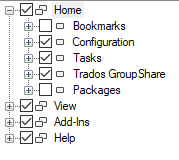 Home
Bookmarks
Configuration
Tasks
Trados GroupShare
Packages
View
Add-Ins
Help